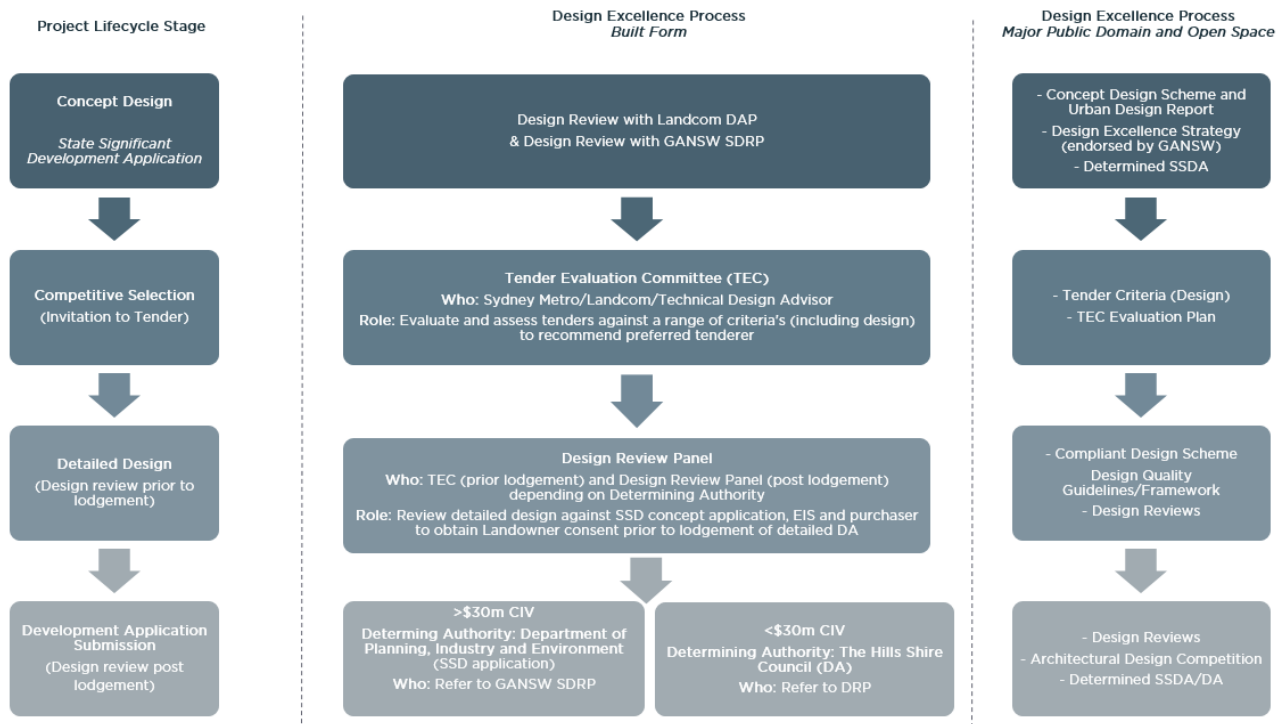 Project Lifecycle Stage
Design Excellence Process
Built Form
Design Excellence Process
Major Public Domain and Open Space
Concept Design
State Significant
Development Application
Design Review with Landcom DAP
& Design Review with GANSW SDRP
- Concept Design Scheme and
Urban Design Report
- Design Excellence Strategy
(endorsed by GANSW)
- Determined SSDA
Competitive Selection
(Invitation to Tender)
Tender Evaluation Committee (TEC)
Who: Sydney Metro/Landcom/Technical Design Advisor
Role: Evaluate and assess tenders against a range of criteria's (including design)
to recommend preferred tenderer
- Tender Criteria (Design)
- TEC Evaluation Plan
Detailed Design
(Design review prior to
lodgement)
Design Review Panel
Who: TEC (prior lodgement) and Design Review Panel (post lodgement)
depending on Determining Authority
Role: Review detailed design against SSD concept application, EIS and purchaser
to obtain Landowner consent prior to lodgement of detailed DA
- Compliant Design Scheme
Design Quality
Guidelines/Framework
- Design Reviews
Development Application
Submission
(Design review post
lodgement)
>$30m CIV
Determing Authority: Department of
Planning, Industry and Environment
(SSD application)
Who: Refer to GANSW SDRP
<$30m CIV
Determing Authority: The Hills Shire
Council (DA)
Who: Refer to DRP
- Design Reviews
- Architectural Design Competition
- Determined SSDA/DA